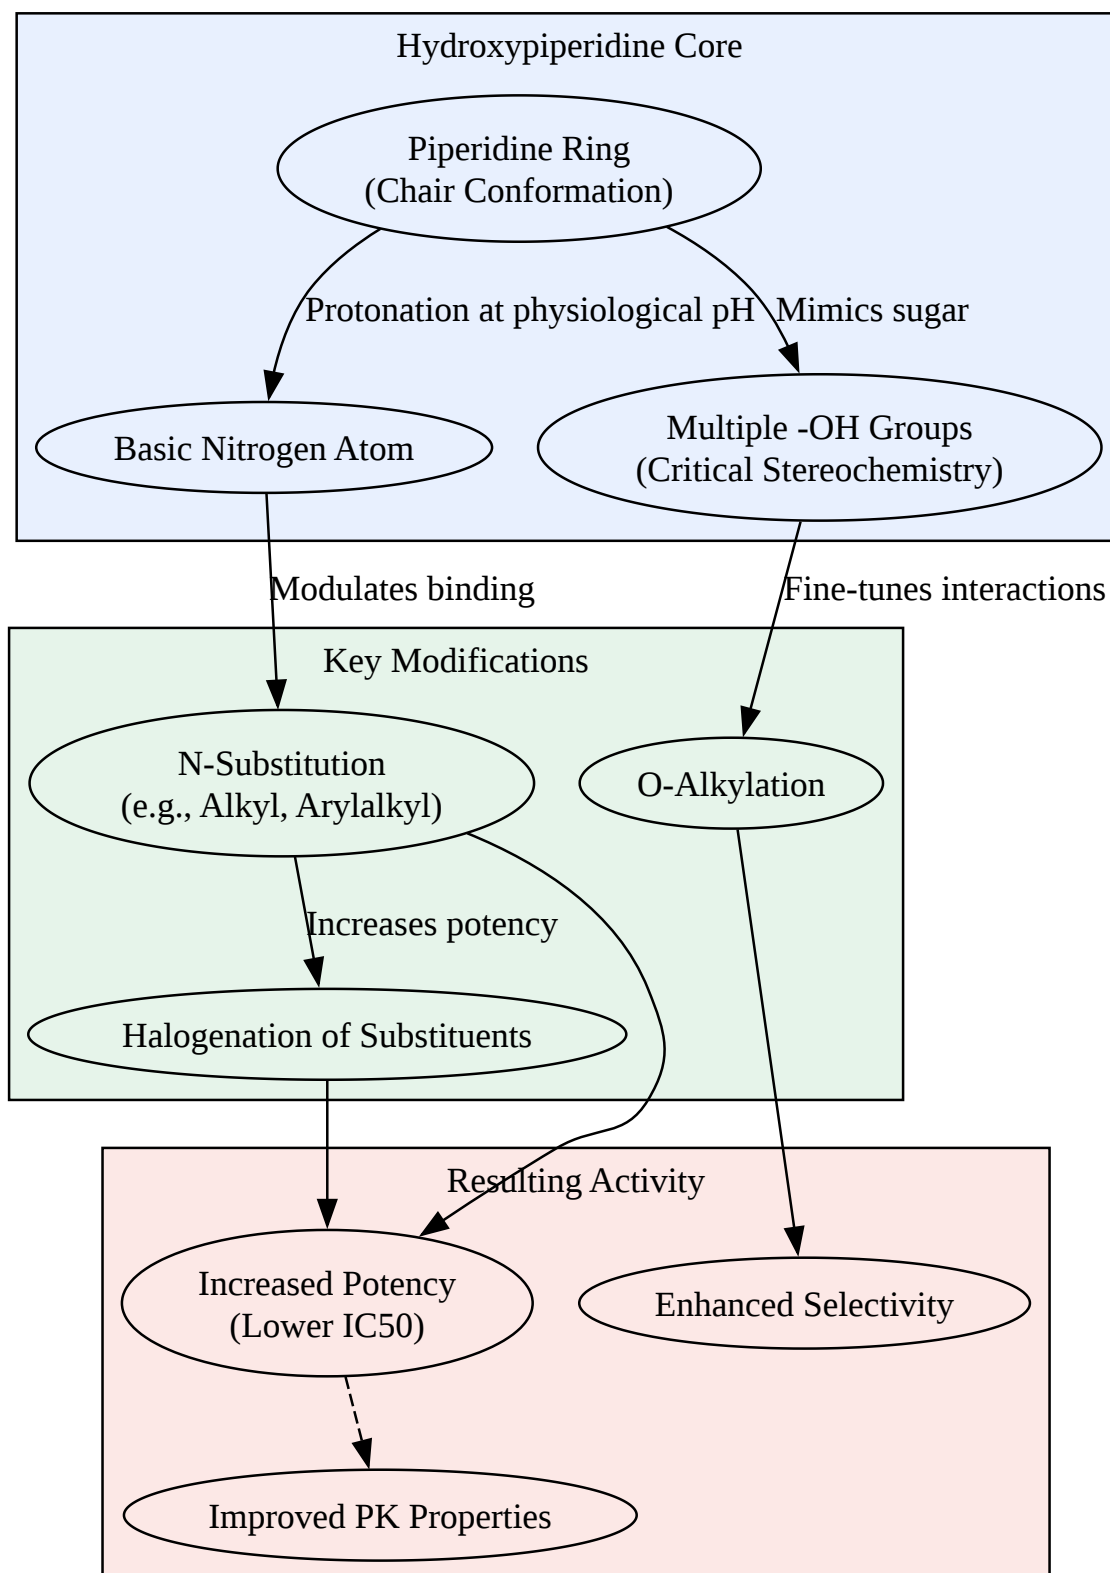 Hydroxypiperidine Core
Piperidine Ring
(Chair Conformation)
Protonation at physiological pH
Mimics sugar
Basic Nitrogen Atom
Multiple -OH Groups
(Critical Stereochemistry)
Modulates binding
Fine-tunes interactions
Key Modifications
N-Substitution
(e.g., Alkyl, Arylalkyl)
O-Alkylation
Increases potency
Halogenation of Substituents
Resulting Activity
Increased Potency
(Lower IC50)
Enhanced Selectivity
Improved PK Properties